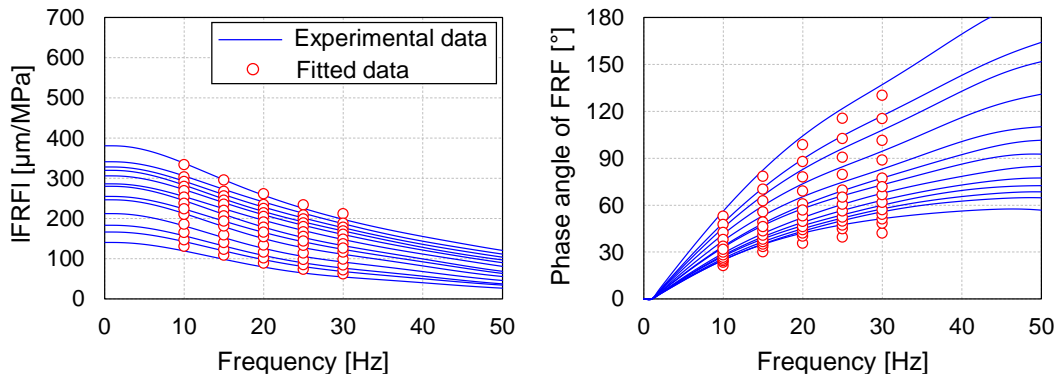 700
600
500
400
300
200
100
0
|FRF| [µm/MPa]
Experimental data
Fitted data
0 10 20 30 40 50
Frequency [Hz]
180
150
120
90
60
30
0
Phase angle of FRF [°]
0 10 20 30 40 50
Frequency [Hz]